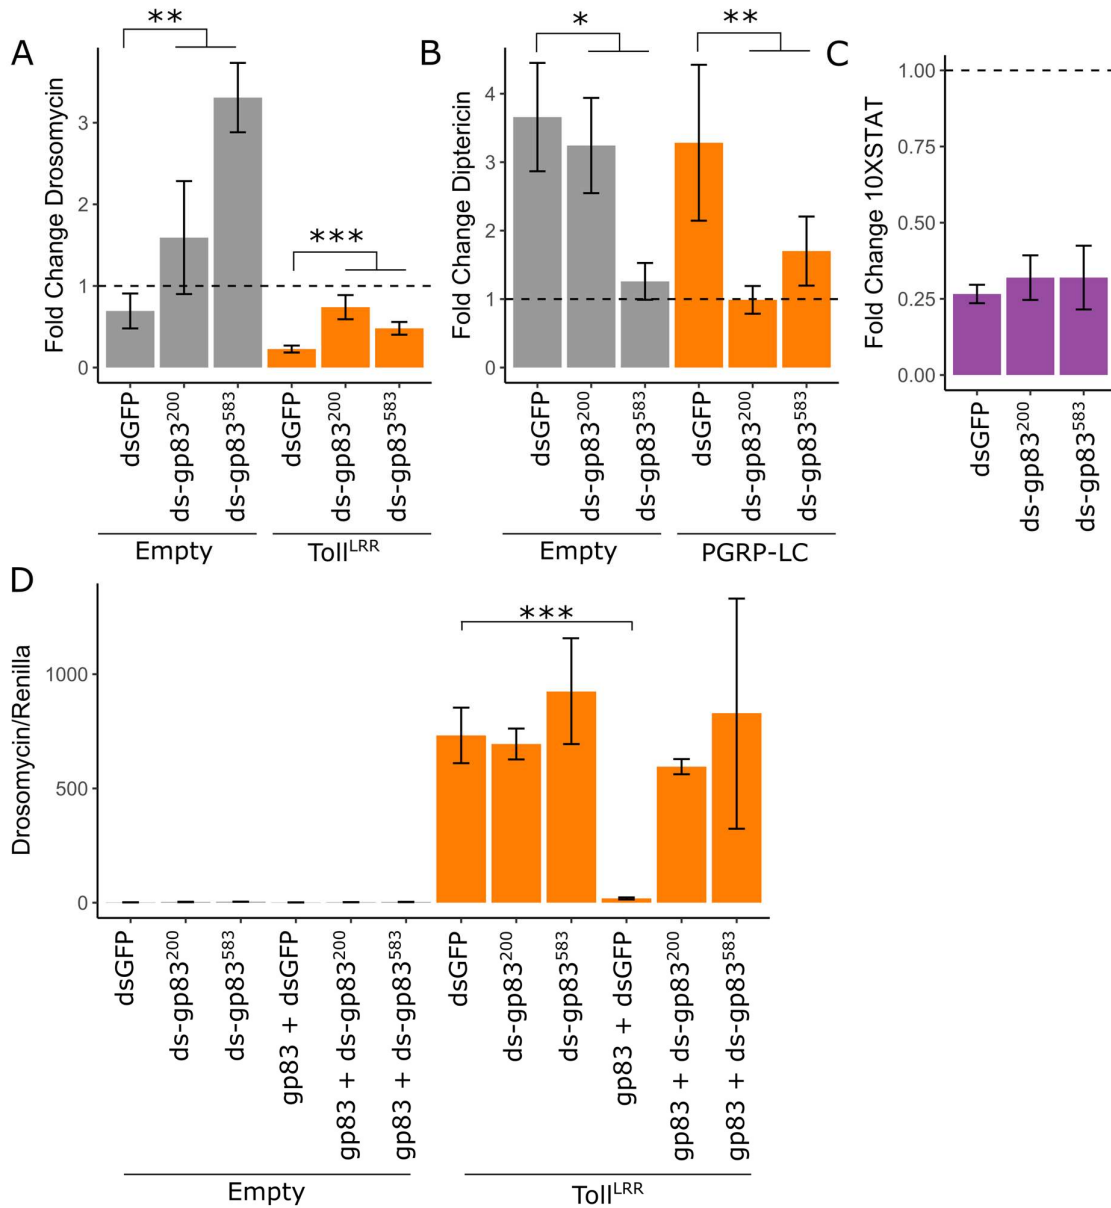 A
Fold Change Drosomycin
**
***
3
2
1
0
dsGFP
ds-gp83²⁰⁰
ds-gp83⁵⁸³
dsGFP
ds-gp83²⁰⁰
ds-gp83⁵⁸³
Empty
Toll^LRR
B
Fold Change Diptericin
*
**
4
3
2
1
0
dsGFP
ds-gp83²⁰⁰
ds-gp83⁵⁸³
dsGFP
ds-gp83²⁰⁰
ds-gp83⁵⁸³
Empty
PGRP-LC
C
Fold Change 10XSTAT
1.00
0.75
0.50
0.25
0.00
dsGFP
ds-gp83²⁰⁰
ds-gp83⁵⁸³
D
Drosomycin/Renilla
***
1000
500
0
dsGFP
ds-gp83²⁰⁰
ds-gp83⁵⁸³
gp83 + dsGFP
gp83 + ds-gp83²⁰⁰
gp83 + ds-gp83⁵⁸³
dsGFP
ds-gp83²⁰⁰
ds-gp83⁵⁸³
gp83 + dsGFP
gp83 + ds-gp83²⁰⁰
gp83 + ds-gp83⁵⁸³
Empty
Toll^LRR